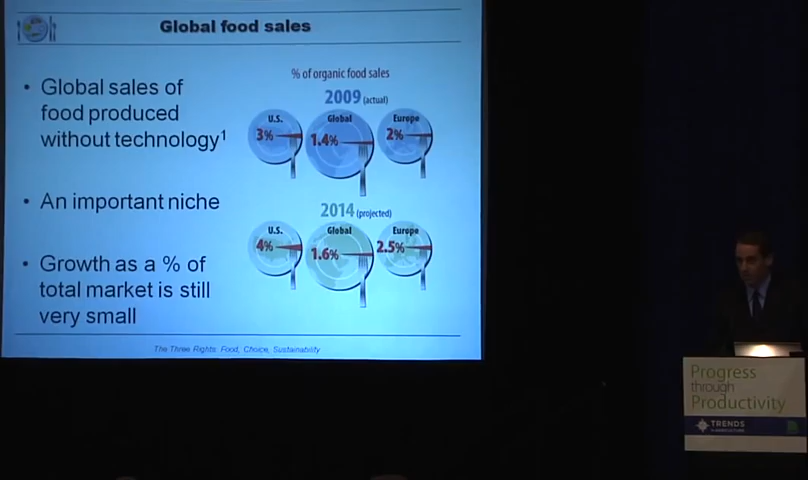 Global food sales
• Global sales of
food produced
without technology¹
• An important niche
• Growth as a % of
total market is still
very small
% of organic food sales
2009 (actual)
U.S.
Global
Europe
3%
1.4%
2%
2014 (projected)
U.S.
Global
Europe
4%
1.6%
2.5%
The Three Rights: Food, Choice, Sustainability
Progress
through
Productivity
TRENDS